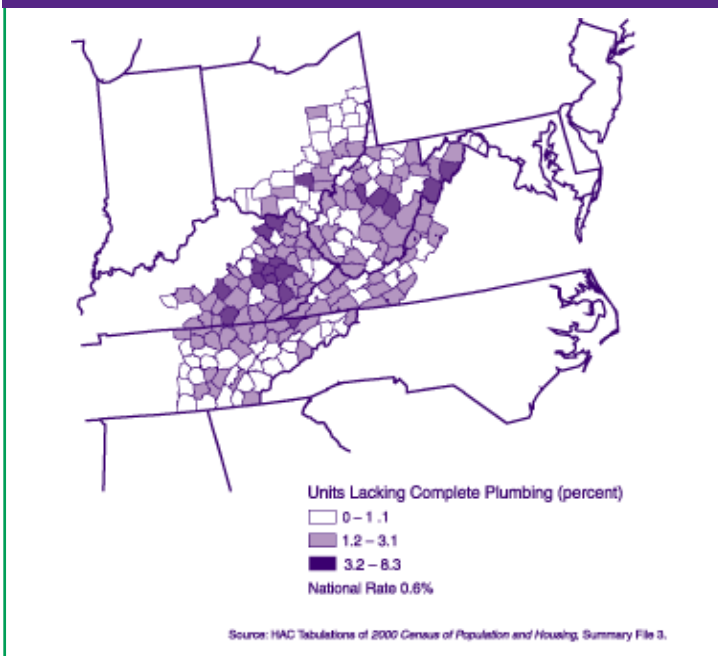 Units Lacking Complete Plumbing (percent)
0 – 1 .1
1.2 – 3.1
3.2 – 8.3
National Rate 0.6%
Source: HAC Tabulations of 2000 Census of Population and Housing, Summary File 3.